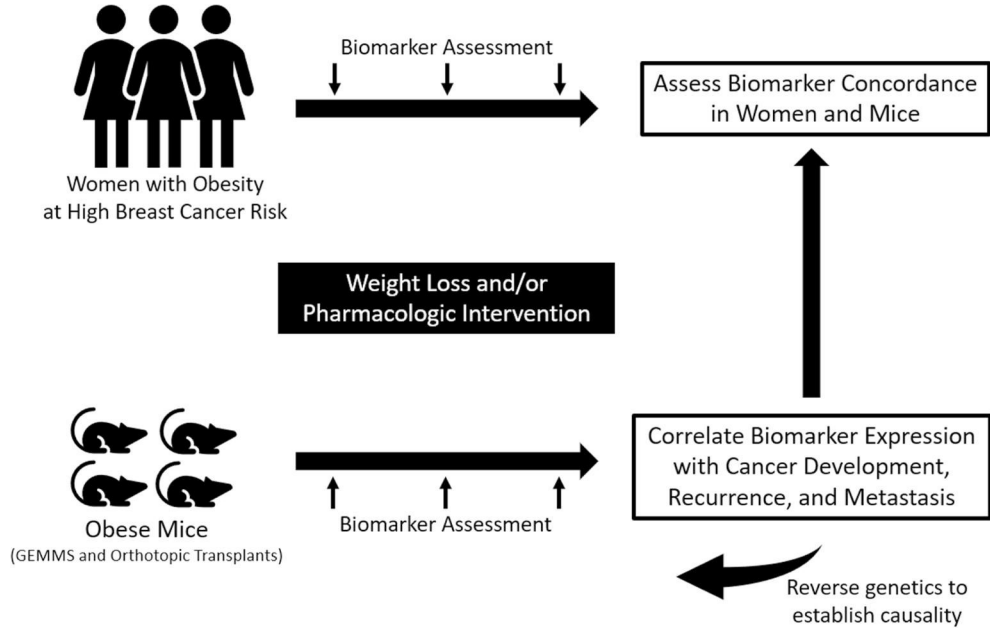 Biomarker Assessment
Women with Obesity
at High Breast Cancer Risk
Assess Biomarker Concordance
in Women and Mice
Weight Loss and/or
Pharmacologic Intervention
Obese Mice
(GEMMS and Orthotopic Transplants)
Biomarker Assessment
Correlate Biomarker Expression
with Cancer Development,
Recurrence, and Metastasis
Reverse genetics to
establish causality